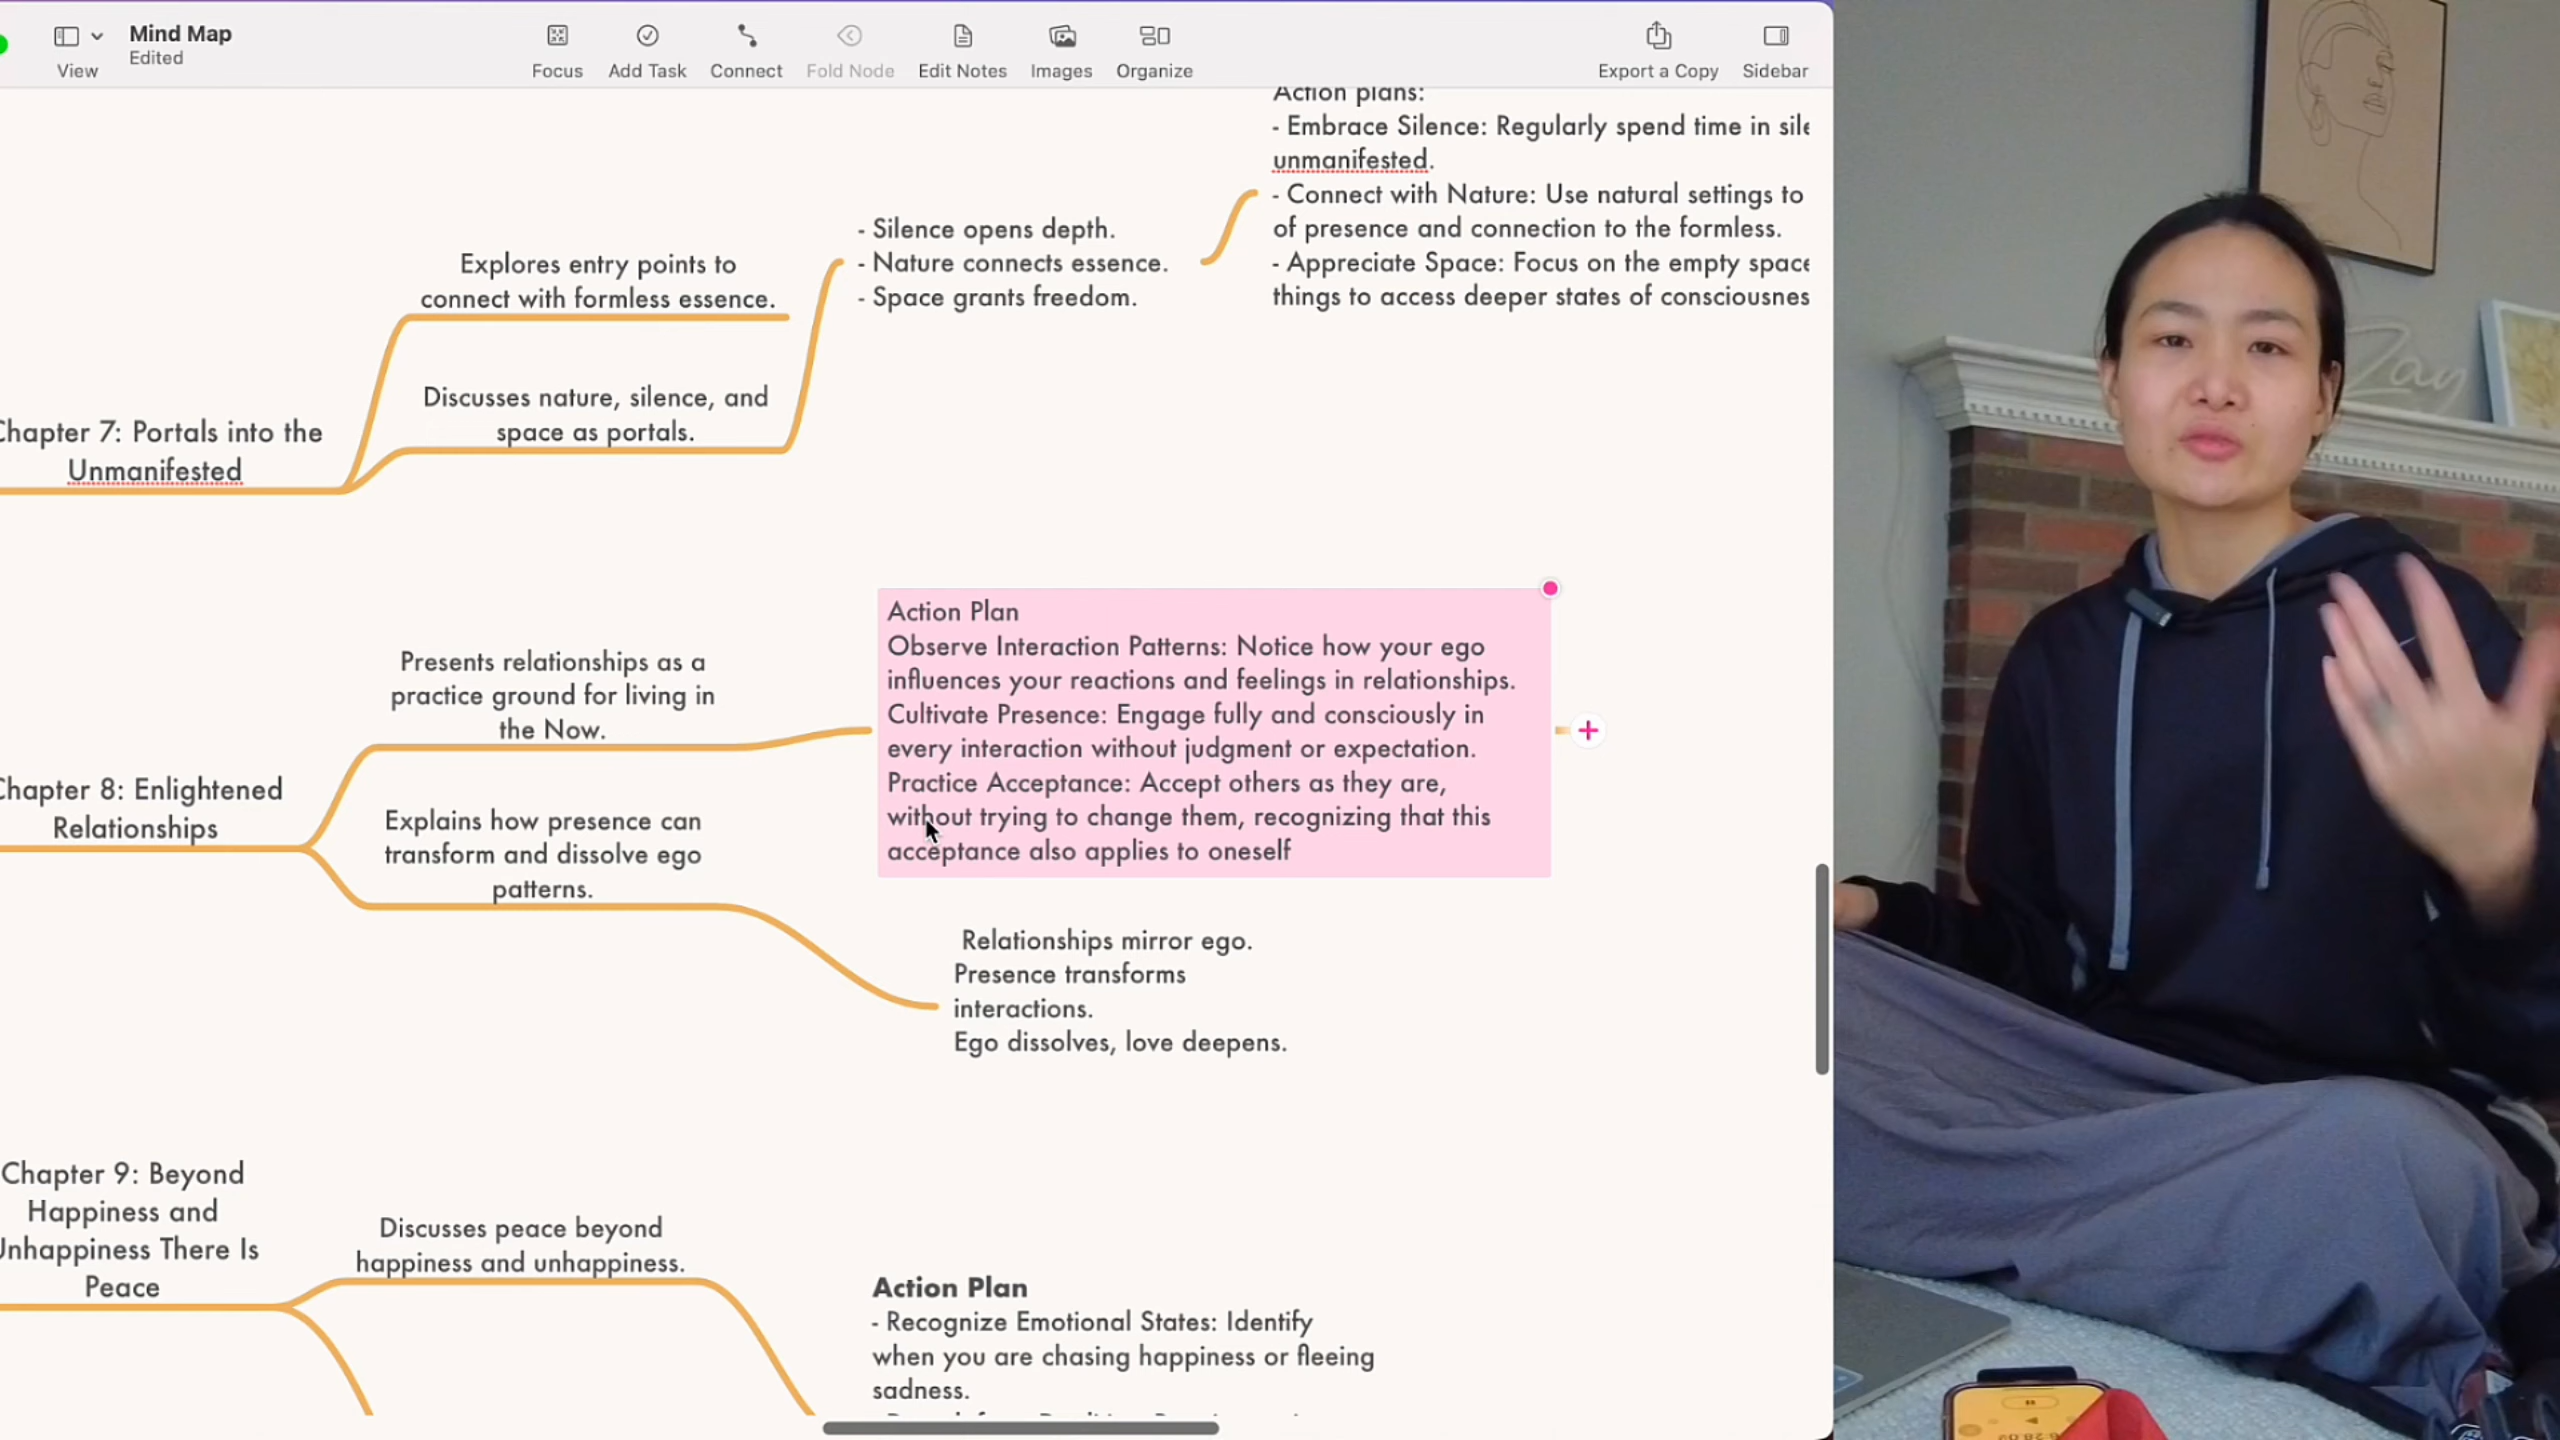 Mind Map
Edited
View
Focus
Add Task
Connect
Fold Node
Edit Notes
Images
Organize
Export a Copy
Sidebar
Action plans:
- Embrace Silence: Regularly spend time in
unmanifested.
- Connect with Nature: Use natural settings to
of presence and connection to the formless.
- Appreciate Space: Focus on the empty space
things to access deeper states of
- Silence opens depth.
- Nature connects essence.
- Space grants freedom.
Explores entry points to
connect with formless essence.
Discusses nature, silence, and
space as portals.
Chapter 7: Portals into the
Unmanifested
Action Plan
Observe Interaction Patterns: Notice how your ego
influences your reactions and feelings in relationships.
Cultivate Presence: Engage fully and consciously in
every interaction without judgment or expectation.
Practice Acceptance: Accept others as they are,
without trying to change them, recognizing that this
acceptance also applies to oneself
Presents relationships as a
practice ground for living in
the Now.
Chapter 8: Enlightened
Relationships
Explains how presence can
transform and dissolve ego
patterns.
Relationships mirror ego.
Presence transforms
interactions.
Ego dissolves, love deepens.
Chapter 9: Beyond
Happiness and
Unhappiness There Is
Peace
Discusses peace beyond
happiness and unhappiness.
Action Plan
- Recognize Emotional States: Identify
when you are chasing happiness or fleeing
sadness.
Zay